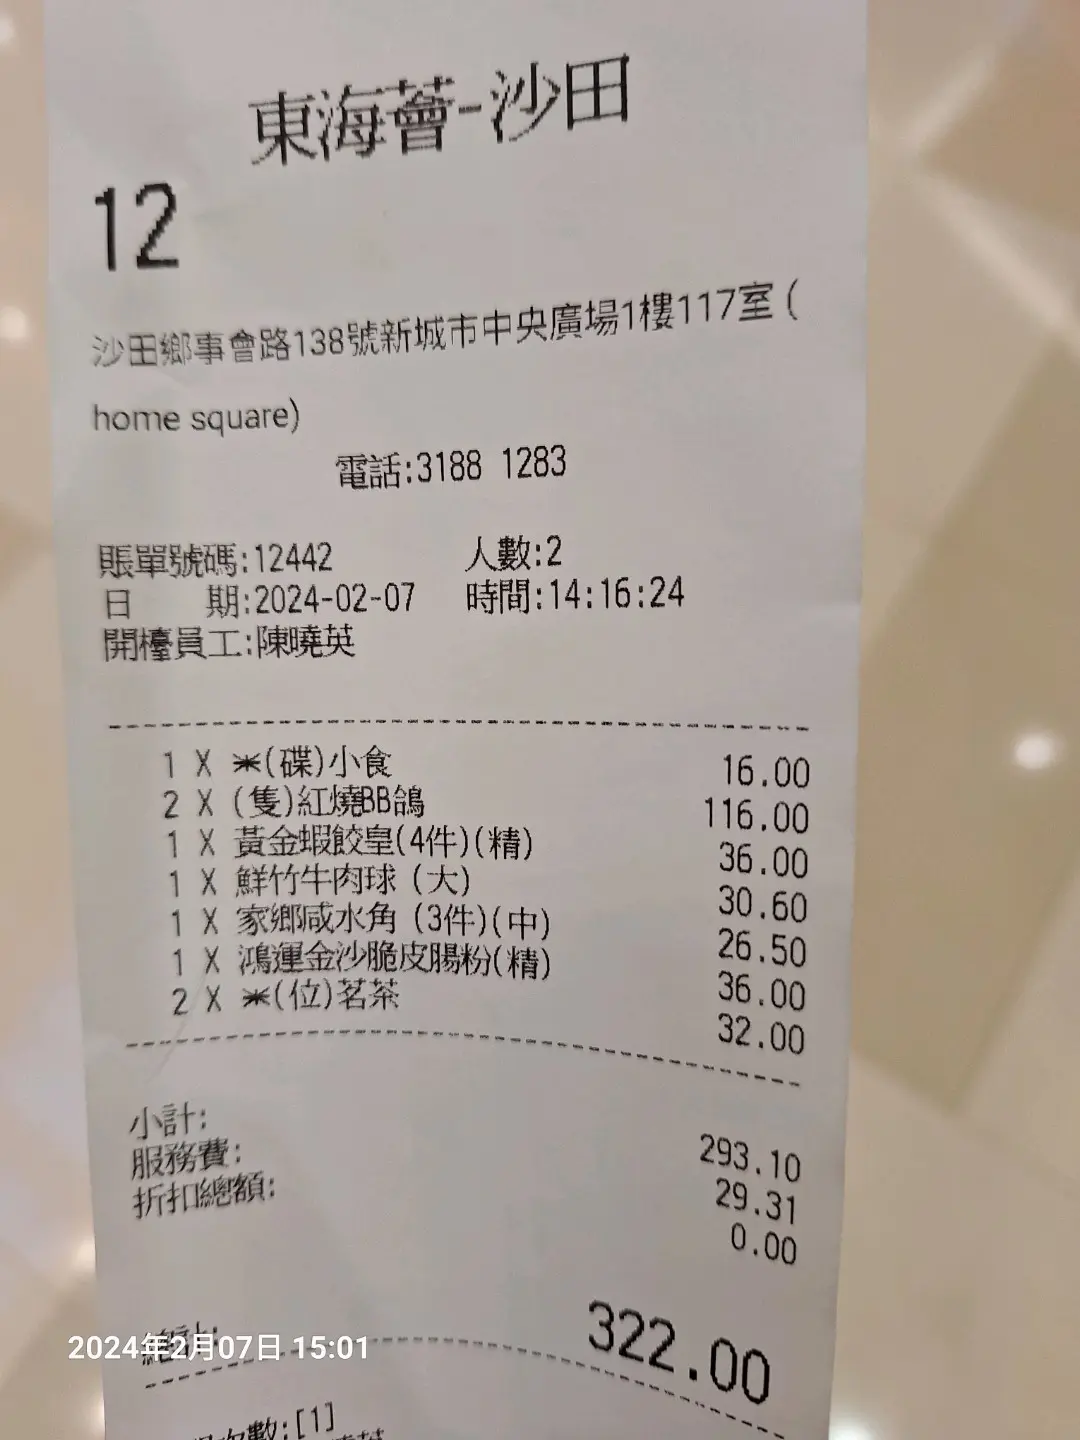 東海薈-沙田
12
沙田鄉事會路138號新城市中央廣場1樓117室 (
home square)
電話:3188 1283
賬單號碼:12442 人數:2
日 期:2024-02-07 時間:14:16:24
開檯員工:陳曉英
1 X *(碟)小食 16.00
2 X (隻)紅燒BB鴿 116.00
1 X 黃金蝦餃皇(4件)(精) 36.00
1 X 鮮竹牛肉球 (大) 30.60
1 X 家鄉咸水角 (3件)(中) 26.50
1 X 鴻運金沙脆皮腸粉(精) 36.00
2 X *(位)茗茶 32.00
小計: 293.10
服務費: 29.31
折扣總額: 0.00
總計: 322.00
2024年2月07日 15:01
次數:[1]